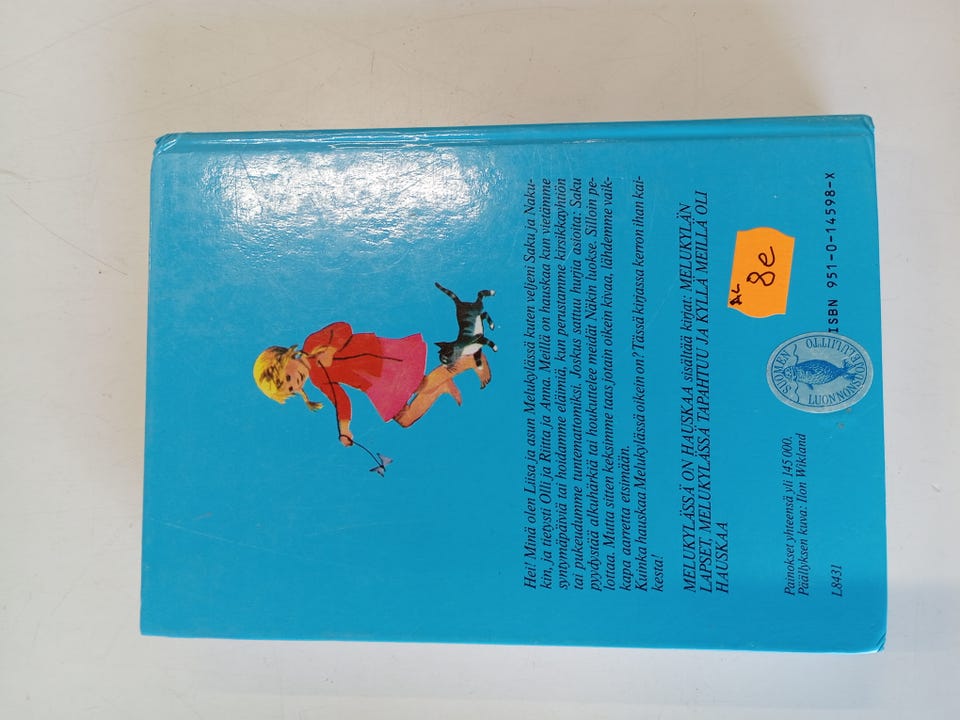 Hei! Minä olen Liisa ja asun Melukylässä kuten veljeni Saku ja Naku-
kin, ja tietysti Olli ja Riitta ja Anna. Meillä on hauskaa kun vietämme
syntymäpäiviä tai hoidamme eläimiä, kun perustamme kirsikkayhtiön
tai pukeudumme tuntemattomiksi. Joskus sattuu hurjia asioita: Saku
pyydystää alkuhärkiä tai houkuttelee meidät Näkin luokse. Silloin pe-
lottaa. Mutta sitten keksimme taas jotain oikein kivaa, lähdemme vaik-
kapa aarretta etsimään.
Kuinka hauskaa Melukylässä oikein on? Tässä kirjassa kerron ihan kai-
kesta!
MELUKYLÄSSÄ ON HAUSKAA sisältää kirjat: MELUKYLÄN
LAPSET, MELUKYLÄSSÄ TAPAHTUU JA KYLLÄ MEILLÄ OLI
HAUSKAA
AL
8e
Painokset yhteensä yli 145 000.
Päällyksen kuva: Ilon Wikland
L8431
SUOMEN
LUONNONSUOJELULIITTO
ISBN 951-0-14598-X